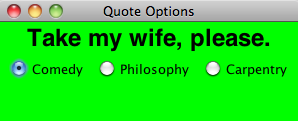 Quote Options
Take my wife, please.
Comedy Philosophy Carpentry